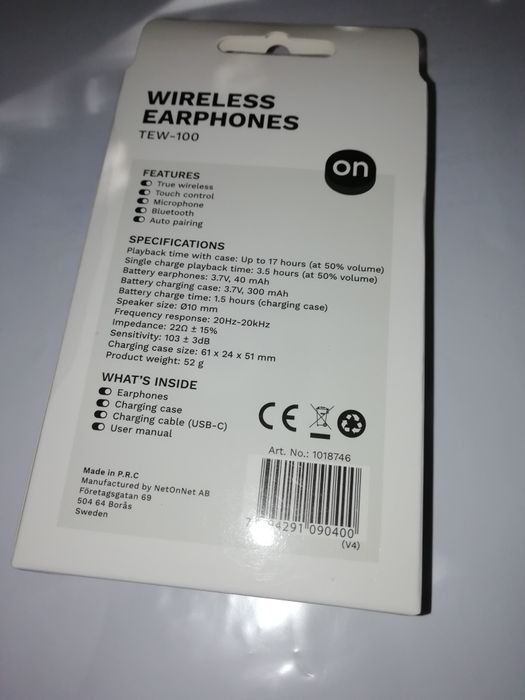 WIRELESS
EARPHONES
TEW-100
on
FEATURES
True wireless
Touch control
Microphone
Bluetooth
Auto pairing
SPECIFICATIONS
Playback time with case: Up to 17 hours (at 50% volume)
Single charge playback time: 3.5 hours (at 50% volume)
Battery earphones: 3.7V, 40 mAh
Battery charging case: 3.7V, 300 mAh
Battery charge time: 1.5 hours (charging case)
Speaker size: Ø10 mm
Frequency response: 20Hz-20kHz
Impedance: 22Ω ± 15%
Sensitivity: 103 ± 3dB
Charging case size: 61 x 24 x 51 mm
Product weight: 52 g
WHAT'S INSIDE
Earphones
Charging case
Charging cable (USB-C)
User manual
CE
Art. No.: 1018746
090400
(V4)
Made in P.R.C
Manufactured by NetOnNet AB
Företagsgatan 69
504 64 Borås
Sweden